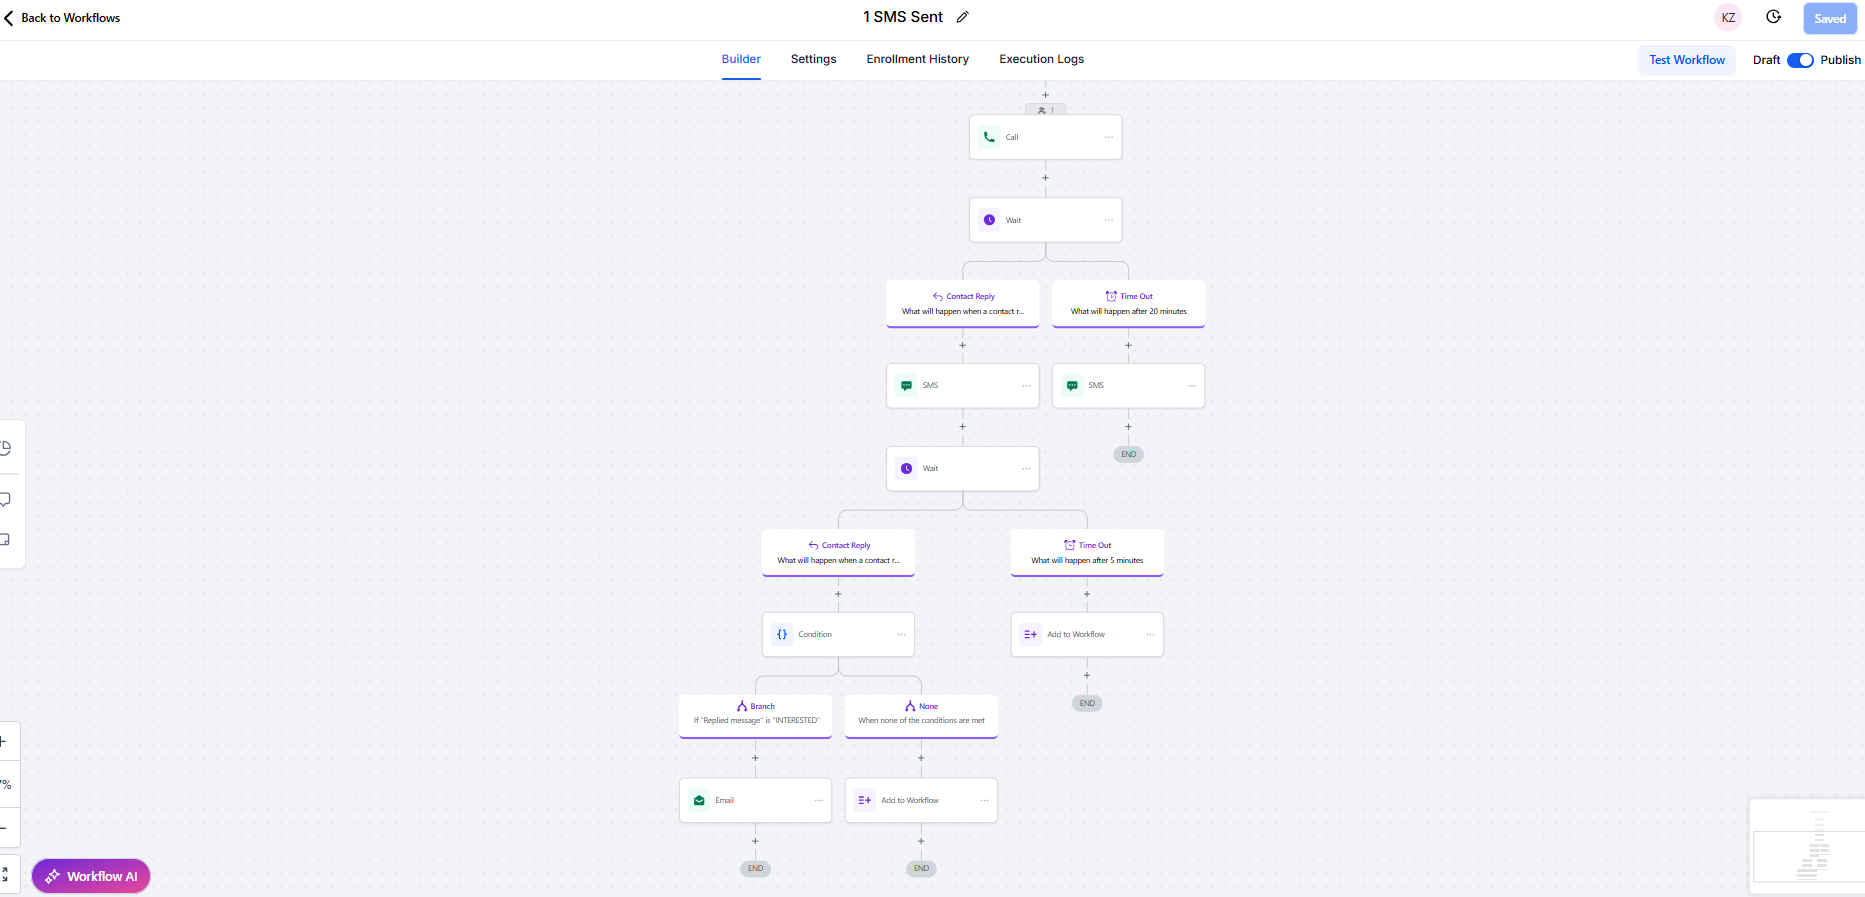 Back to Workflows
1 SMS Sent
KZ
Saved
Builder
Settings
Enrollment History
Execution Logs
Test Workflow
Draft
Publish
1
Call
Wait
Contact Reply
What will happen when a contact r...
Time Out
What will happen after 20 minutes
SMS
SMS
END
Wait
Contact Reply
What will happen when a contact r...
Time Out
What will happen after 5 minutes
Condition
Add to Workflow
END
Branch
If "Replied message" is "INTERESTED"
None
When none of the conditions are met
%
Email
Add to Workflow
END
END
Workflow AI